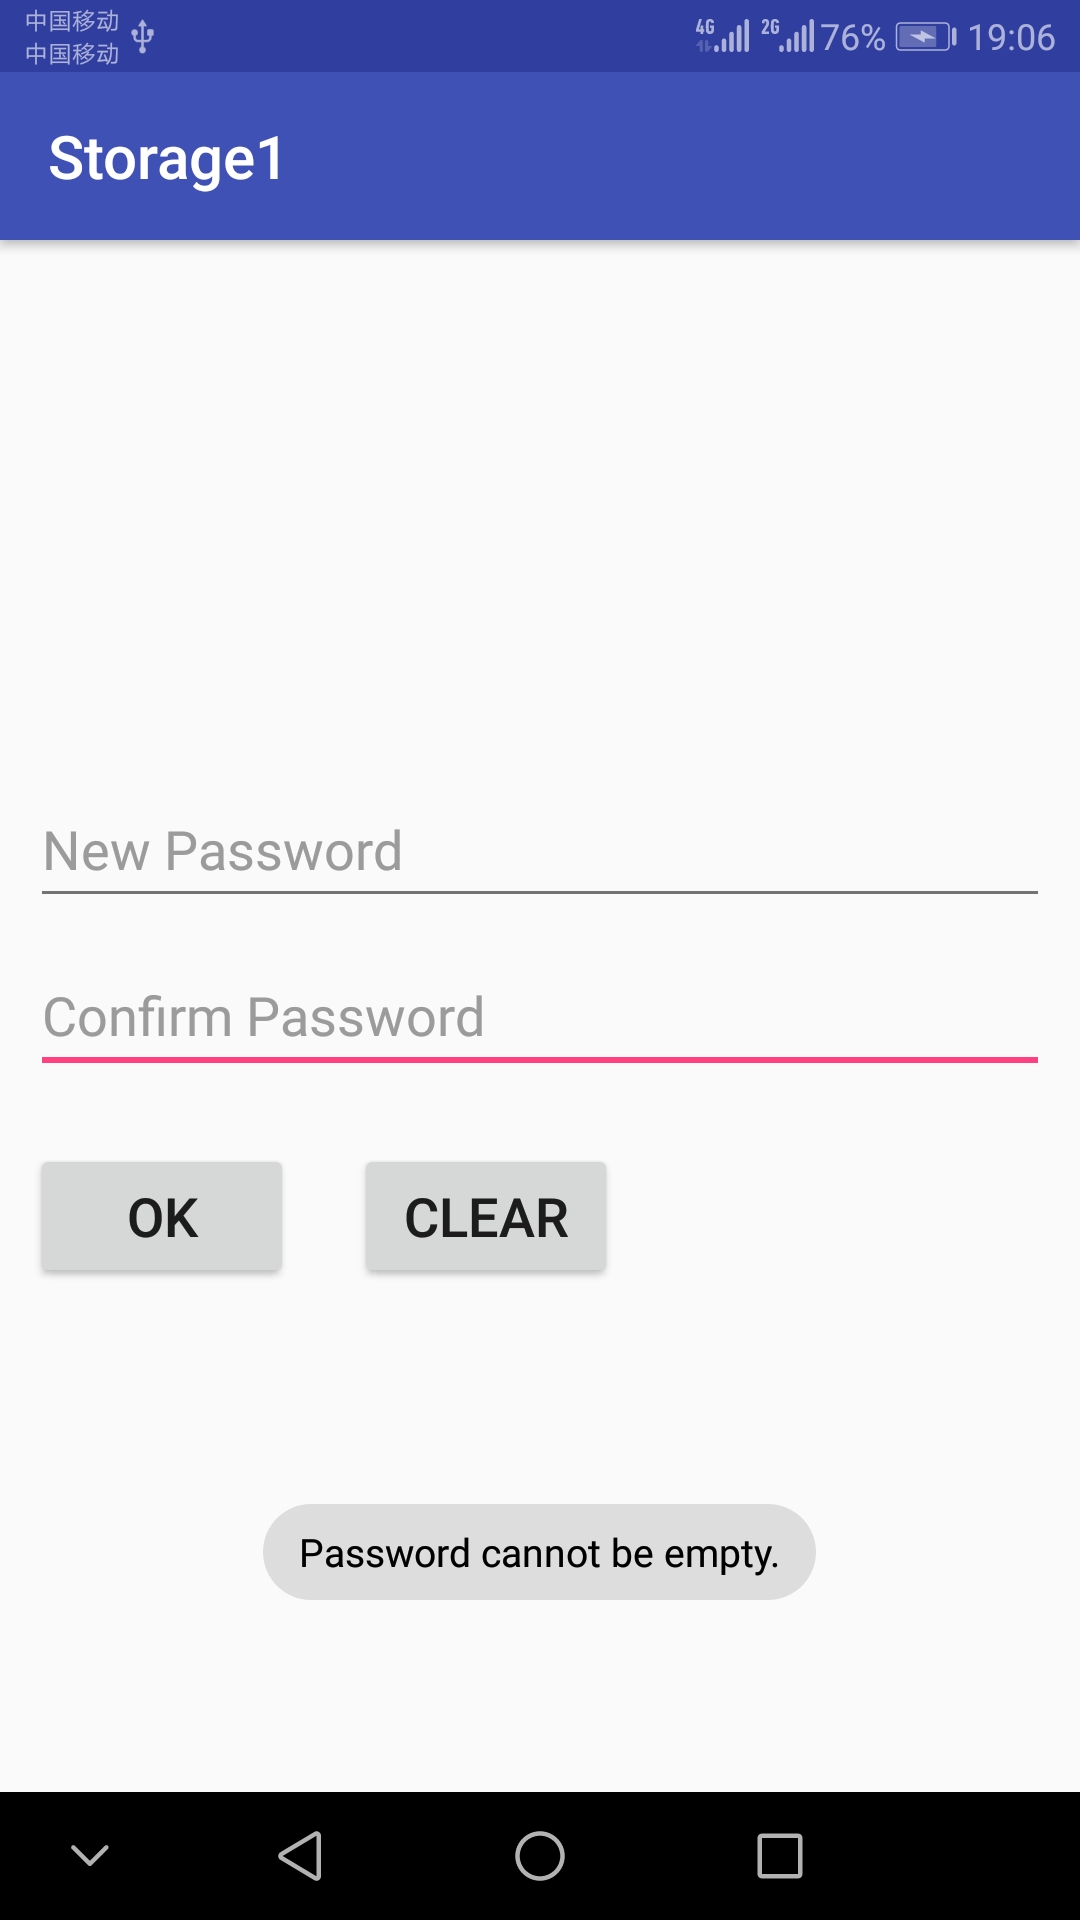 中国移动
中国移动
4G 2G 76% 19:06
Storage1
New Password
Confirm Password
OK CLEAR
Password cannot be empty.